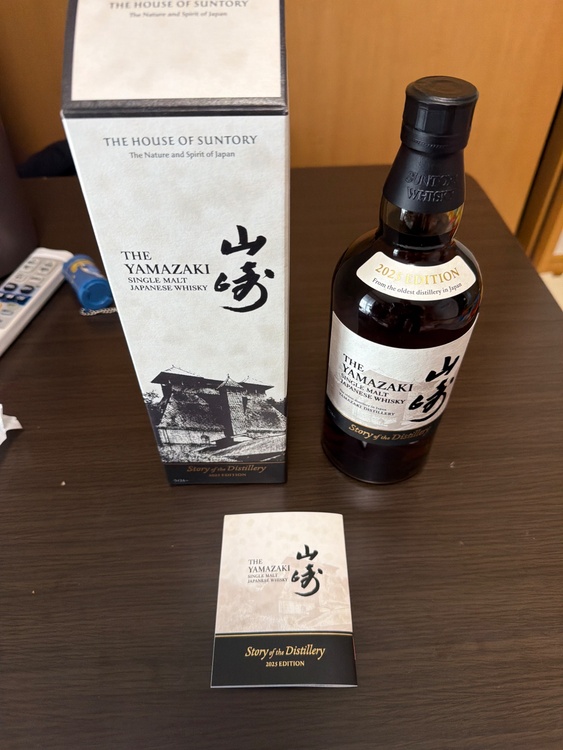 THE HOUSE OF SUNTORY
The Nature and Spirit of Japan
THE HOUSE OF SUNTORY
The Nature and Spirit of Japan
THE
YAMAZAKI
SINGLE MALT
JAPANESE WHISKY
山崎
Story of the Distillery
2025 EDITION
SUNTORY
WHISKY
2025 EDITION
From the oldest distillery in Japan
THE
YAMAZAKI
SINGLE MALT
JAPANESE WHISKY
山崎
YAMAZAKI DISTILLERY
Story of the Distillery
THE
YAMAZAKI
SINGLE MALT
JAPANESE WHISKY
山崎
Story of the Distillery
2025 EDITION